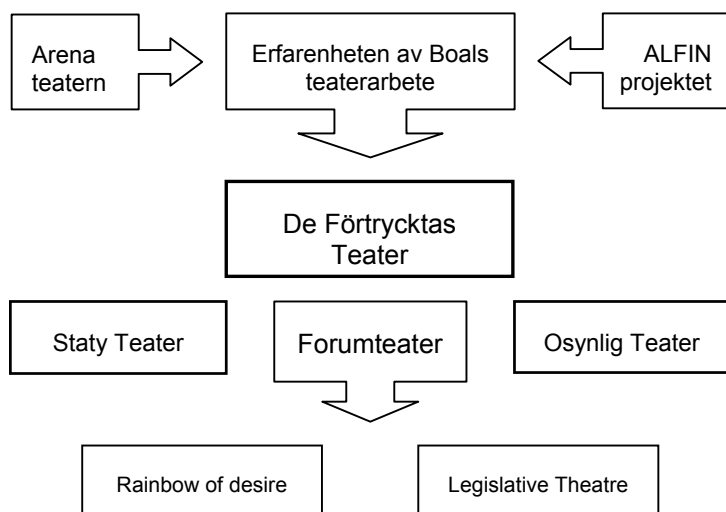 Arena
teatern
Erfarenheten av Boals
teaterarbete
ALFIN
projektet
De Förtrycktas
Teater
Staty Teater
Forumteater
Osynlig Teater
Rainbow of desire
Legislative Theatre